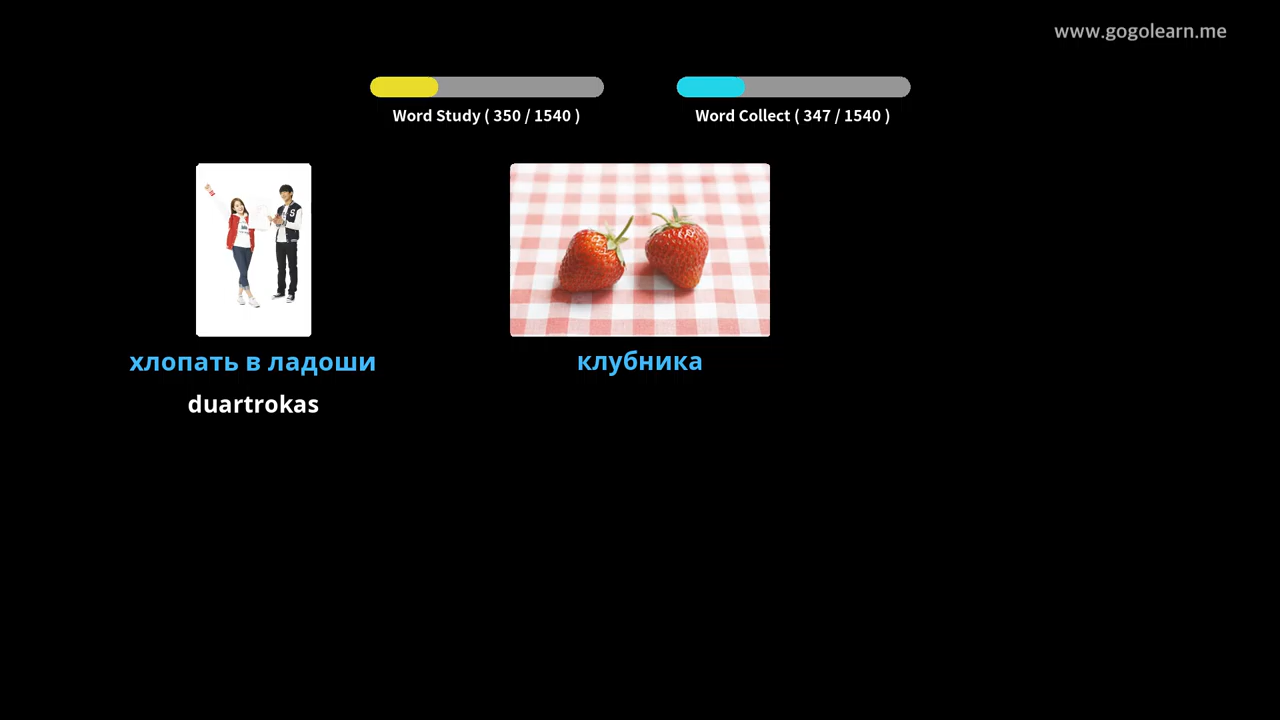 www.gogolearn.me
Word Study ( 350 / 1540 )
Word Collect ( 347 / 1540 )
хлопать в ладоши
клубника
duartrokas